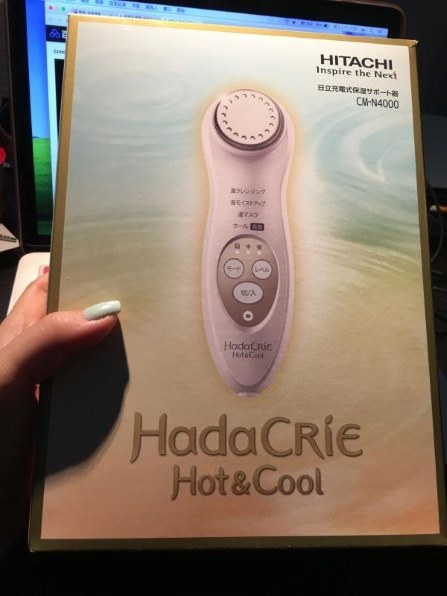 HITACHI
Inspire the Next
日立充電式保湿サポート器
CM-N4000
温クレンジング
温モイストアップ
温マスク
クール
モード
レベル
切/入
HadaCRiE
Hot&Cool
HadaCRiE
Hot&Cool